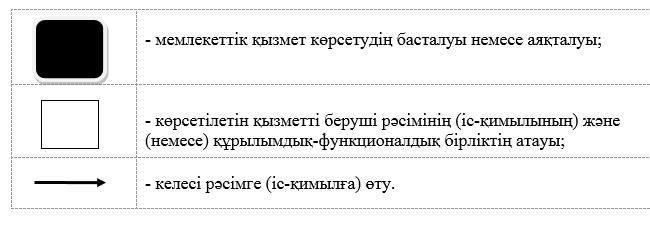 - мемлекеттік қызмет көрсетудің басталуы немесе аяқталуы;
- көрсетілетін қызметті беруші рәсімінің (іс-қимылының) және
(немесе) құрылымдық-функционалдық бірліктің атауы;
- келесі рәсімге (іс-қимылға) өту.